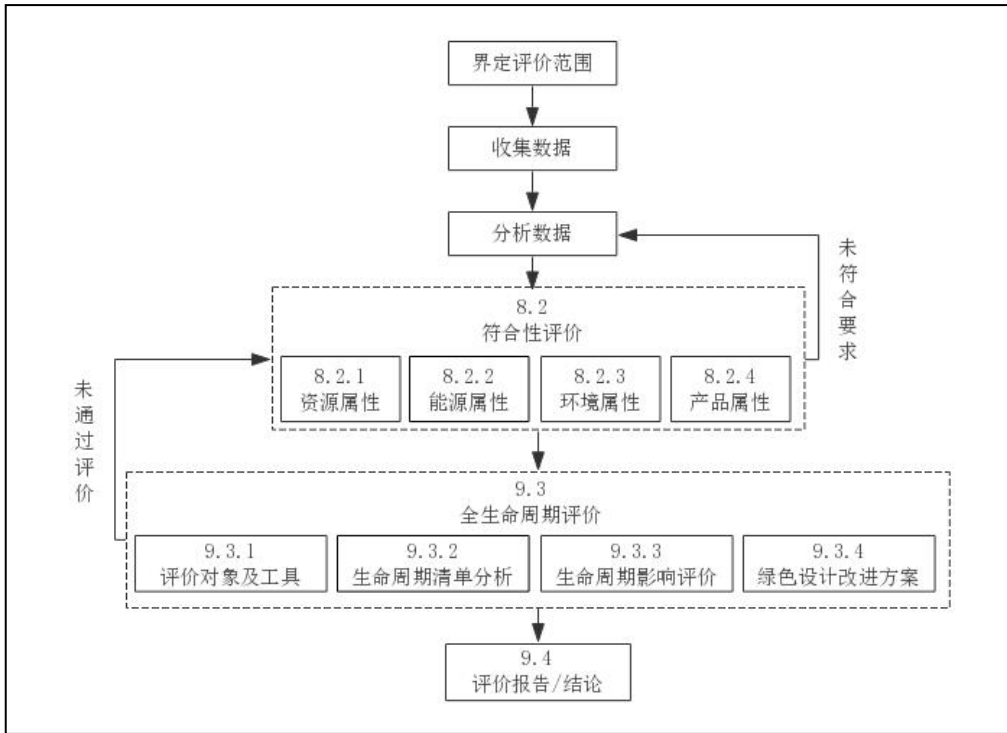 界定评价范围
收集数据
分析数据
未符合要求
8.2
符合性评价
8.2.1
资源属性
8.2.2
能源属性
8.2.3
环境属性
8.2.4
产品属性
未通过评价
9.3
全生命周期评价
9.3.1
评价对象及工具
9.3.2
生命周期清单分析
9.3.3
生命周期影响评价
9.3.4
绿色设计改进方案
9.4
评价报告/结论